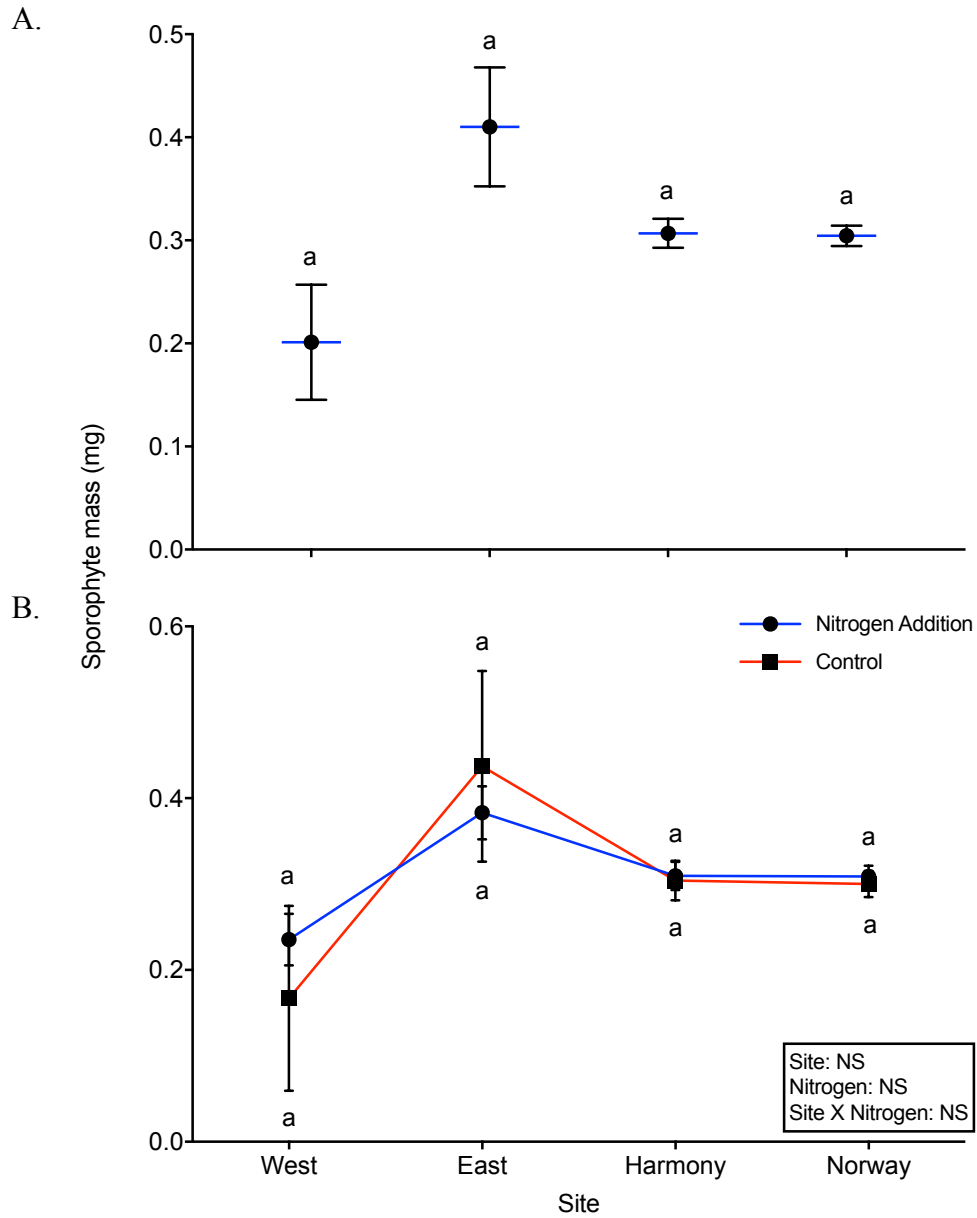 A.
0.5
0.4
0.3
0.2
0.1
0.0
a
a
a
a
Sporophyte mass (mg)
B.
0.6
0.4
0.2
0.0
Nitrogen Addition
Control
a
a
a
a
a
a
a
a
Site: NS
Nitrogen: NS
Site X Nitrogen: NS
West East Harmony Norway
Site